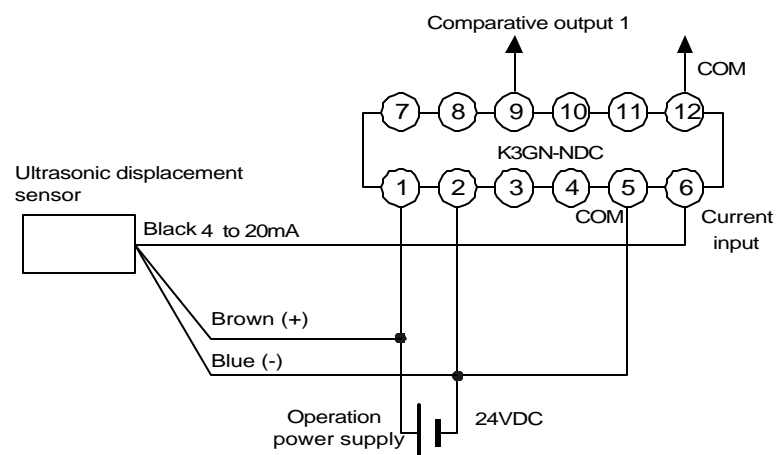 Comparative output 1
COM
7 8 9 10 11 12
K3GN-NDC
1 2 3 4 5 6
COM
Current
input
Ultrasonic displacement
sensor
Black 4 to 20mA
Brown (+)
Blue (-)
Operation
power supply
24VDC